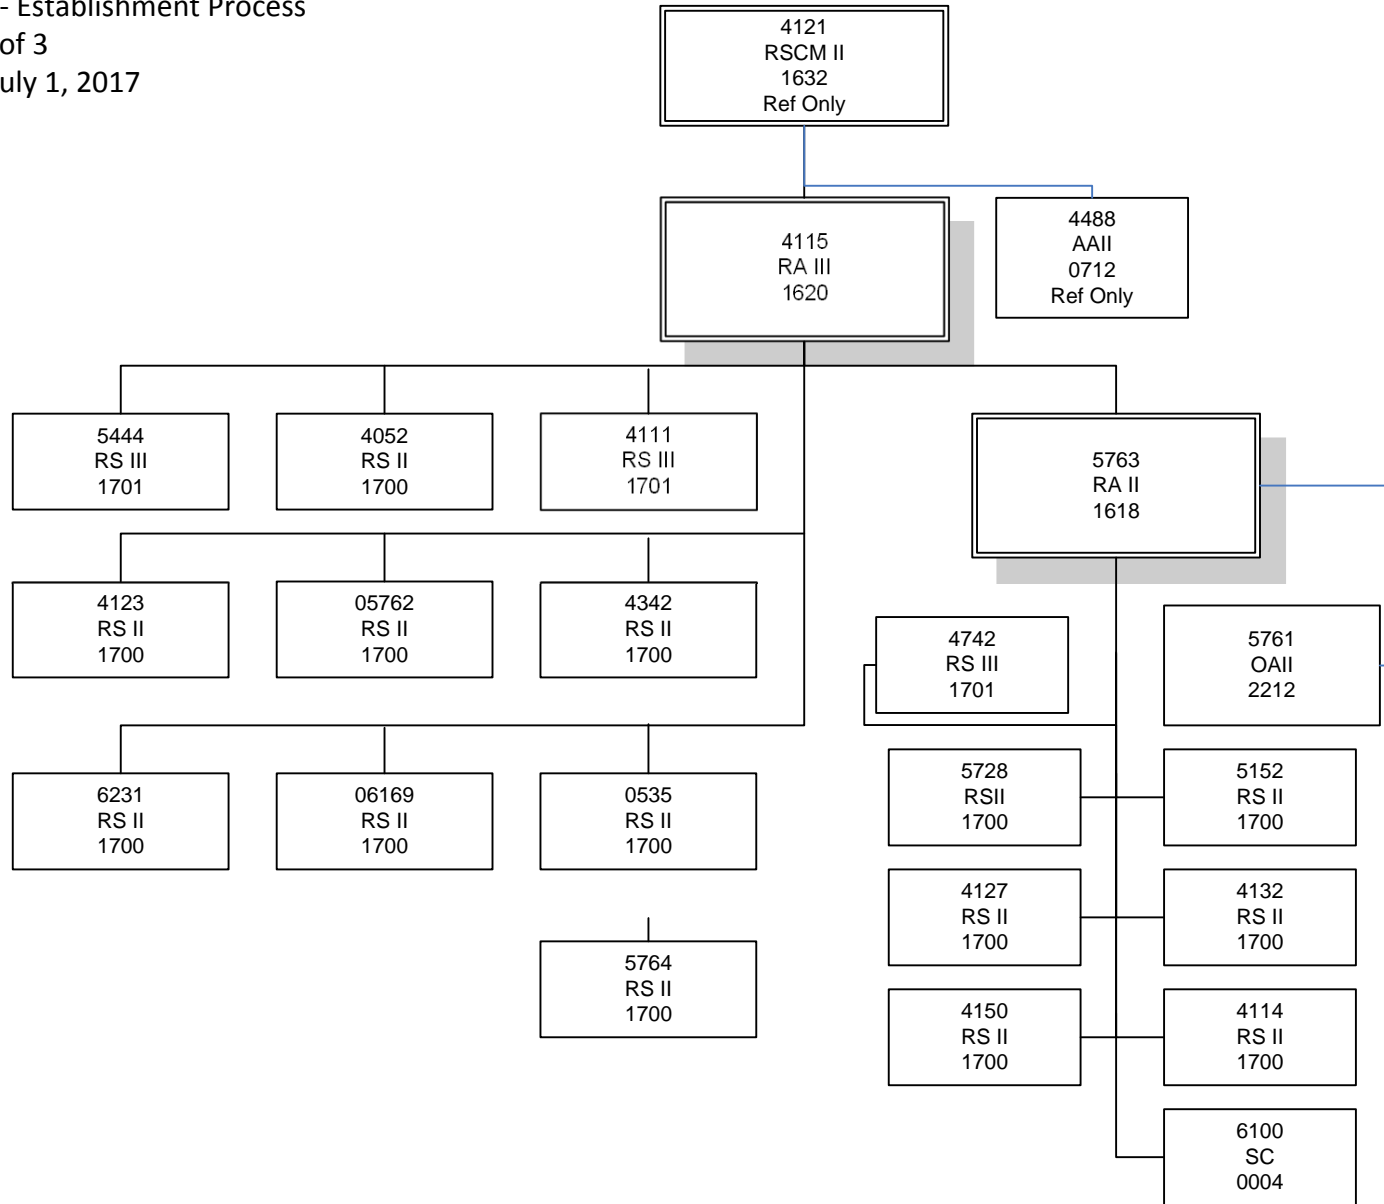 - Establishment Process
of 3
uly 1, 2017
4121
RSCM II
1632
Ref Only
4115
RA III
1620
4488
AAII
0712
Ref Only
5444
RS III
1701
4052
RS II
1700
4111
RS III
1701
5763
RA II
1618
4123
RS II
1700
05762
RS II
1700
4342
RS II
1700
4742
RS III
1701
5761
OAII
2212
6231
RS II
1700
06169
RS II
1700
0535
RS II
1700
5728
RSII
1700
5152
RS II
1700
4127
RS II
1700
4132
RS II
1700
5764
RS II
1700
4150
RS II
1700
4114
RS II
1700
6100
SC
0004